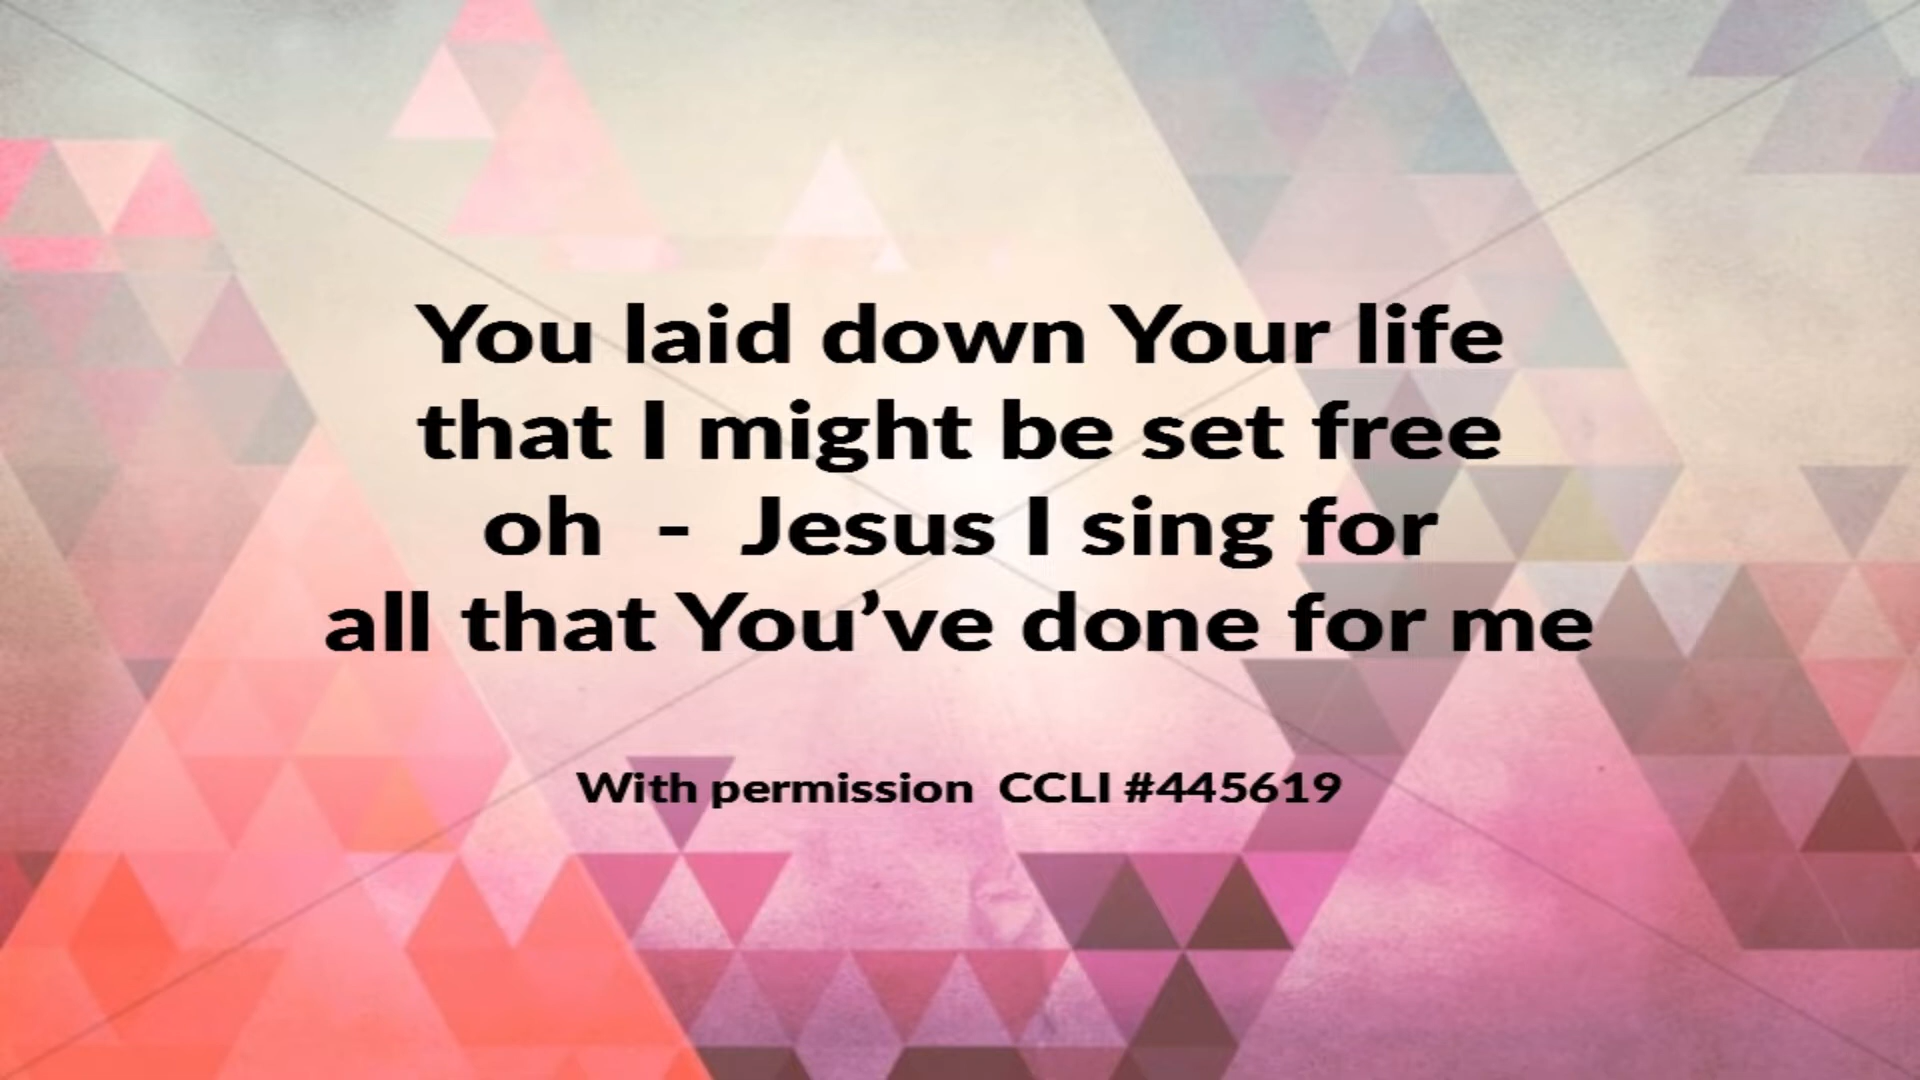 You laid down Your life
that I might be set free
oh - Jesus I sing for
all that You’ve done for me
With permission CCLI #445619